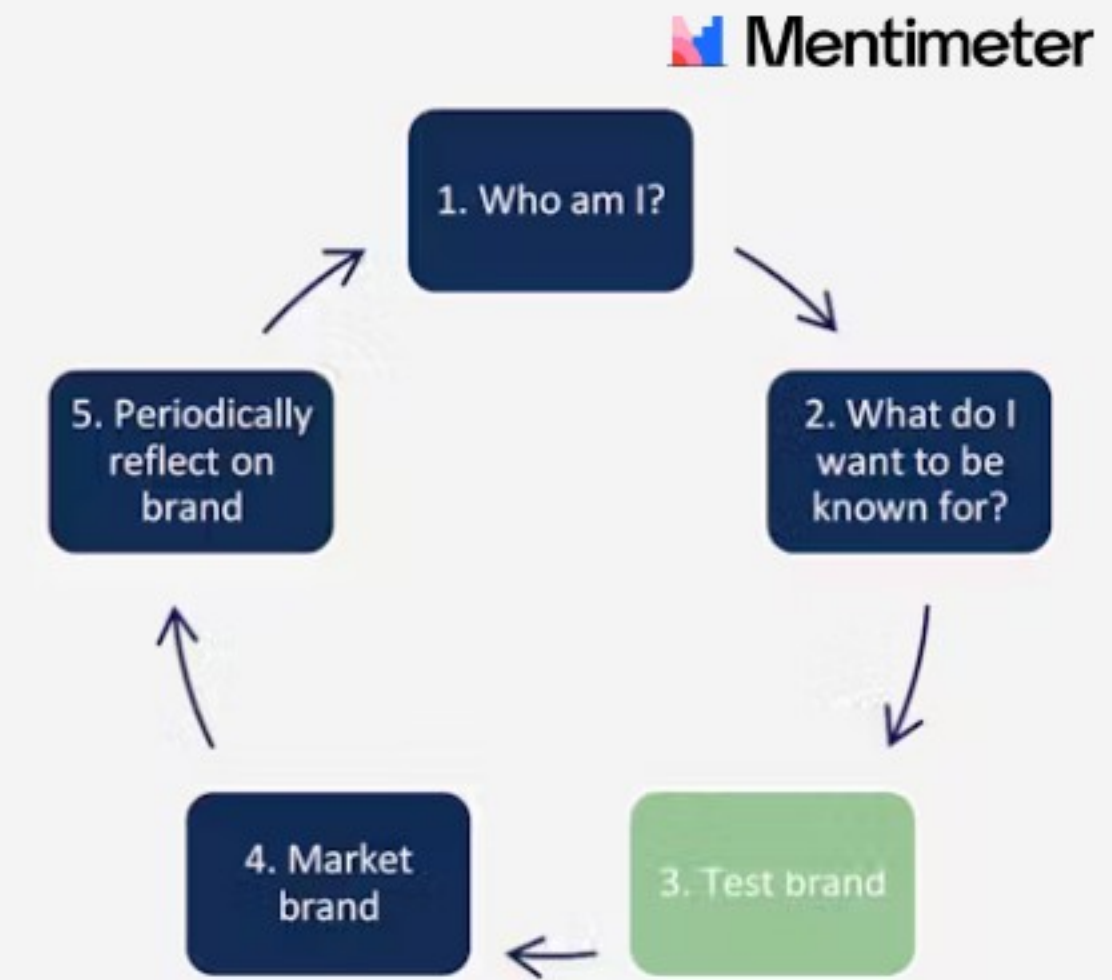 Mentimeter
1. Who am I?
2. What do I
want to be
known for?
3. Test brand
4. Market
brand
5. Periodically
reflect on
brand